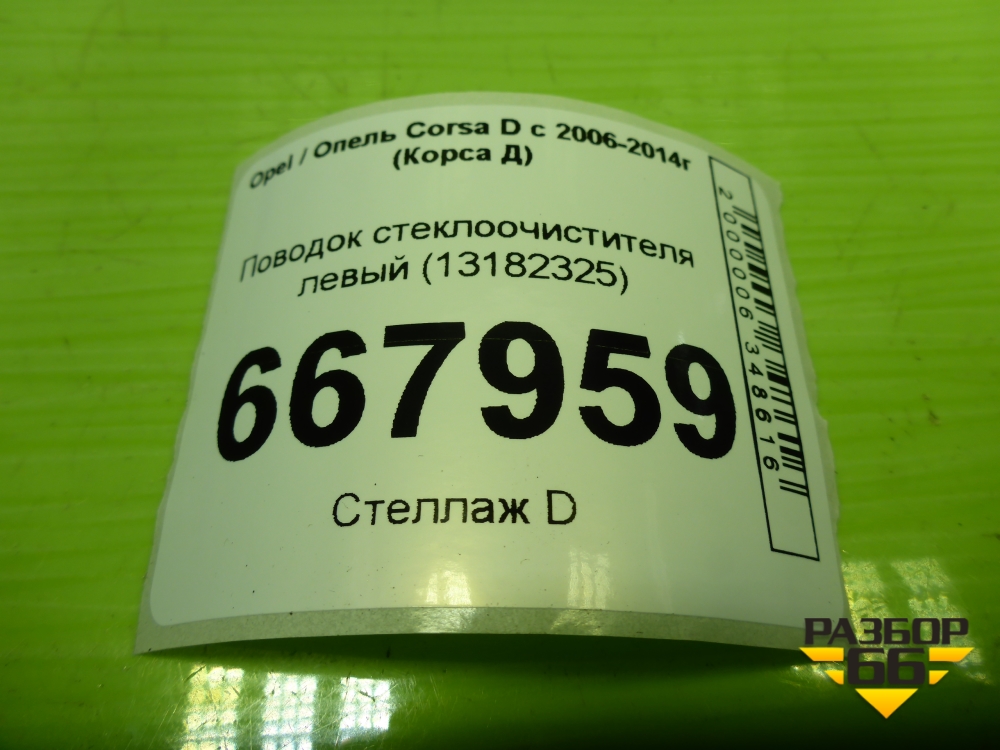 Opel / Опель Corsa D с 2006-2014г
(Корса Д)
Поводок стеклоочистителя
левый (13182325)
667959
Стеллаж D
2000006348616
РАЗБОР
66